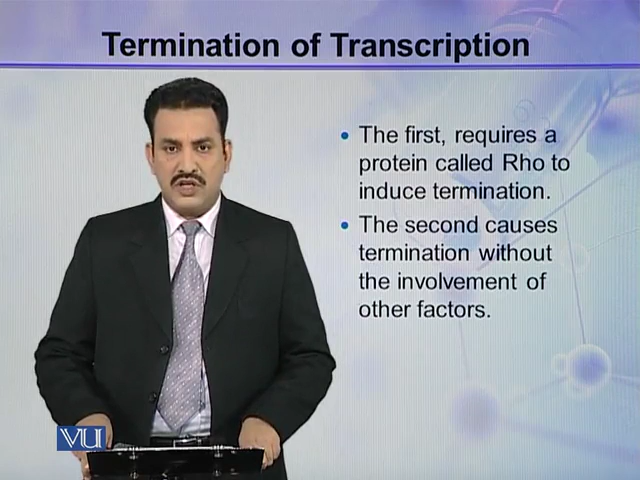 Termination of Transcription
• The first, requires a
protein called Rho to
induce termination.
• The second causes
termination without
the involvement of
other factors.
VU